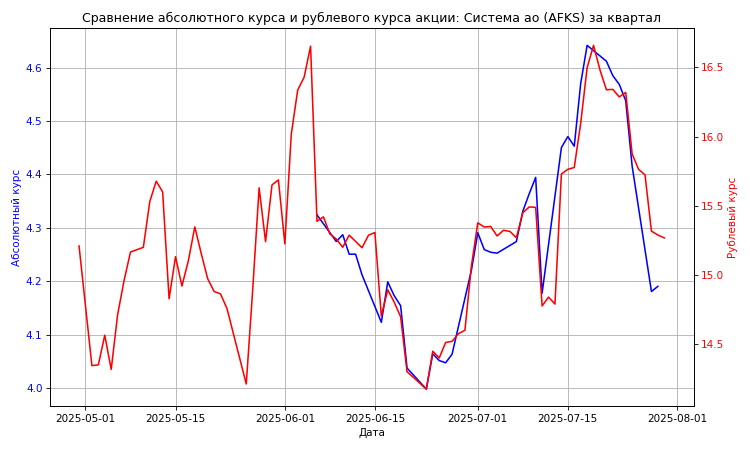 Сравнение абсолютного курса и рублевого курса акции: Система ао (AFKS) за квартал
Абсолютный курс
4.6
4.5
4.4
4.3
4.2
4.1
4.0
16.5
16.0
15.5
15.0
14.5
Рублевый курс
2025-05-01 2025-05-15 2025-06-01 2025-06-15 2025-07-01 2025-07-15 2025-08-01
Дата